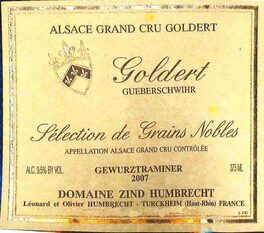 ALSACE GRAND CRU GOLDERT
Goldert
GUEBERSCHWIHR
Sélection de Grains Nobles
APPELLATION ALSACE GRAND CRU CONTRÔLÉE
ALC. 9.5% BY VOL. GEWURZTRAMINER 375 ML
2007
DOMAINE ZIND HUMBRECHT
Léonard et Olivier HUMBRECHT - TURCKHEIM (Haut-Rhin) FRANCE